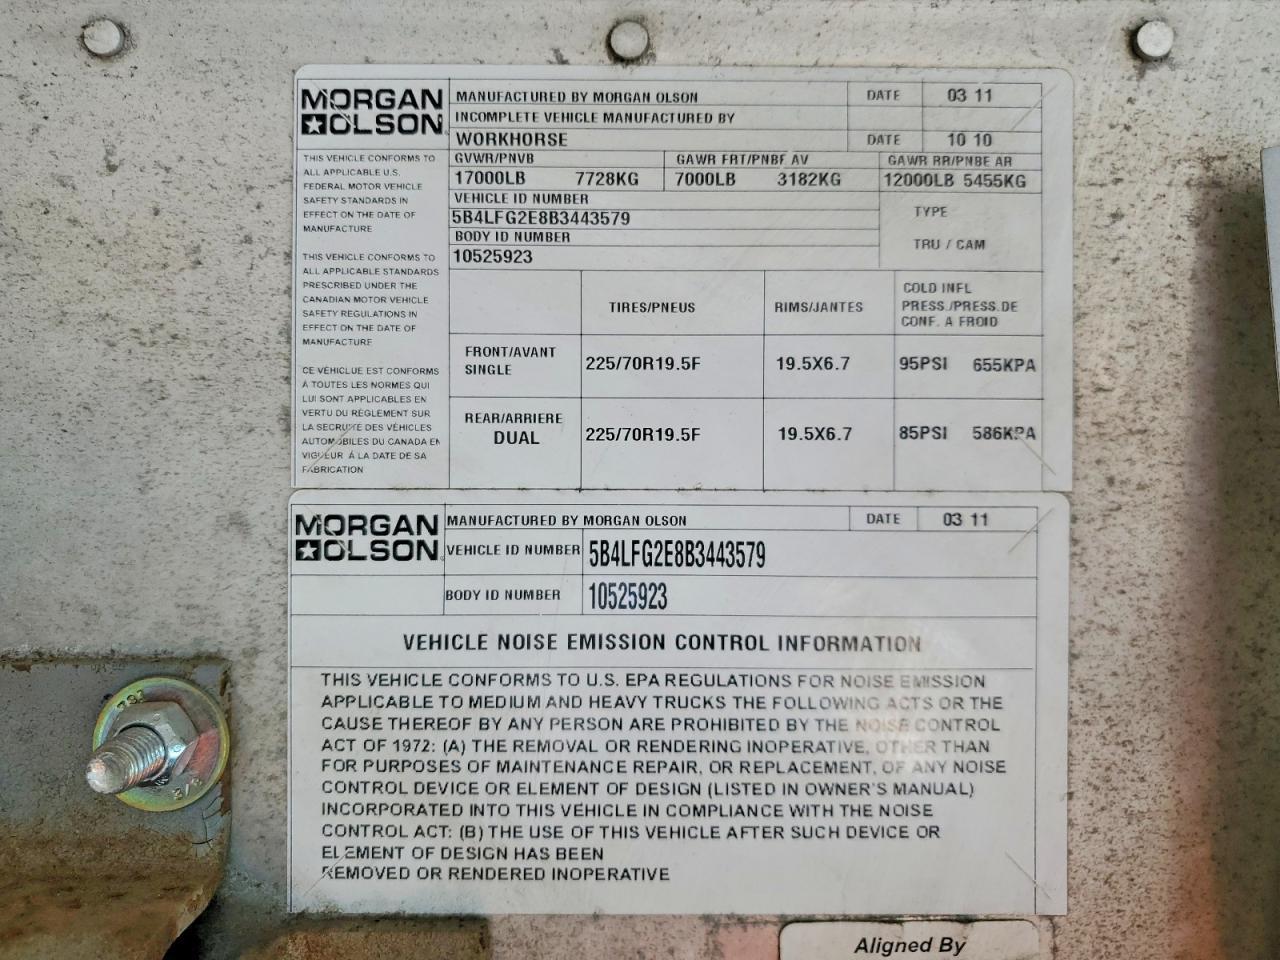 MORGAN OLSON
MANUFACTURED BY MORGAN OLSON DATE 03 11
INCOMPLETE VEHICLE MANUFACTURED BY
WORKHORSE DATE 10 10
GVWR/PNVB GAWR FRT/PNBF AV GAWR RR/PNBE AR
17000LB 7728KG 7000LB 3182KG 12000LB 5455KG
VEHICLE ID NUMBER
5B4LFG2E8B3443579
BODY ID NUMBER
10525923
TYPE
TRU / CAM
THIS VEHICLE CONFORMS TO
ALL APPLICABLE U.S.
FEDERAL MOTOR VEHICLE
SAFETY STANDARDS IN
EFFECT ON THE DATE OF
MANUFACTURE
THIS VEHICLE CONFORMS TO
ALL APPLICABLE STANDARDS
PRESCRIBED UNDER THE
CANADIAN MOTOR VEHICLE
SAFETY REGULATIONS IN
EFFECT ON THE DATE OF
MANUFACTURE
CE VÉHICLUE EST CONFORMS
À TOUTES LES NORMES QUI
LUI SONT APPLICABLES EN
VERTU DU RÉGLEMENT SUR
LA SECRUITE DES VÉHICLES
AUTOMOBILES DU CANADA EN
VIGUEUR Á LA DATE DE SA
FABRICATION
TIRES/PNEUS RIMS/JANTES COLD INFL
PRESS./PRESS.DE
CONF. A FROID
FRONT/AVANT
SINGLE 225/70R19.5F 19.5X6.7 95PSI 655KPA
REAR/ARRIERE
DUAL 225/70R19.5F 19.5X6.7 85PSI 586KPA
MORGAN OLSON
MANUFACTURED BY MORGAN OLSON DATE 03 11
VEHICLE ID NUMBER 5B4LFG2E8B3443579
BODY ID NUMBER 10525923
VEHICLE NOISE EMISSION CONTROL INFORMATION
THIS VEHICLE CONFORMS TO U.S. EPA REGULATIONS FOR NOISE EMISSION
APPLICABLE TO MEDIUM AND HEAVY TRUCKS THE FOLLOWING ACTS OR THE
CAUSE THEREOF BY ANY PERSON ARE PROHIBITED BY THE NOISE CONTROL
ACT OF 1972: (A) THE REMOVAL OR RENDERING INOPERATIVE, OTHER THAN
FOR PURPOSES OF MAINTENANCE REPAIR, OR REPLACEMENT, OF ANY NOISE
CONTROL DEVICE OR ELEMENT OF DESIGN (LISTED IN OWNER'S MANUAL)
INCORPORATED INTO THIS VEHICLE IN COMPLIANCE WITH THE NOISE
CONTROL ACT: (B) THE USE OF THIS VEHICLE AFTER SUCH DEVICE OR
ELEMENT OF DESIGN HAS BEEN
REMOVED OR RENDERED INOPERATIVE
Aligned By